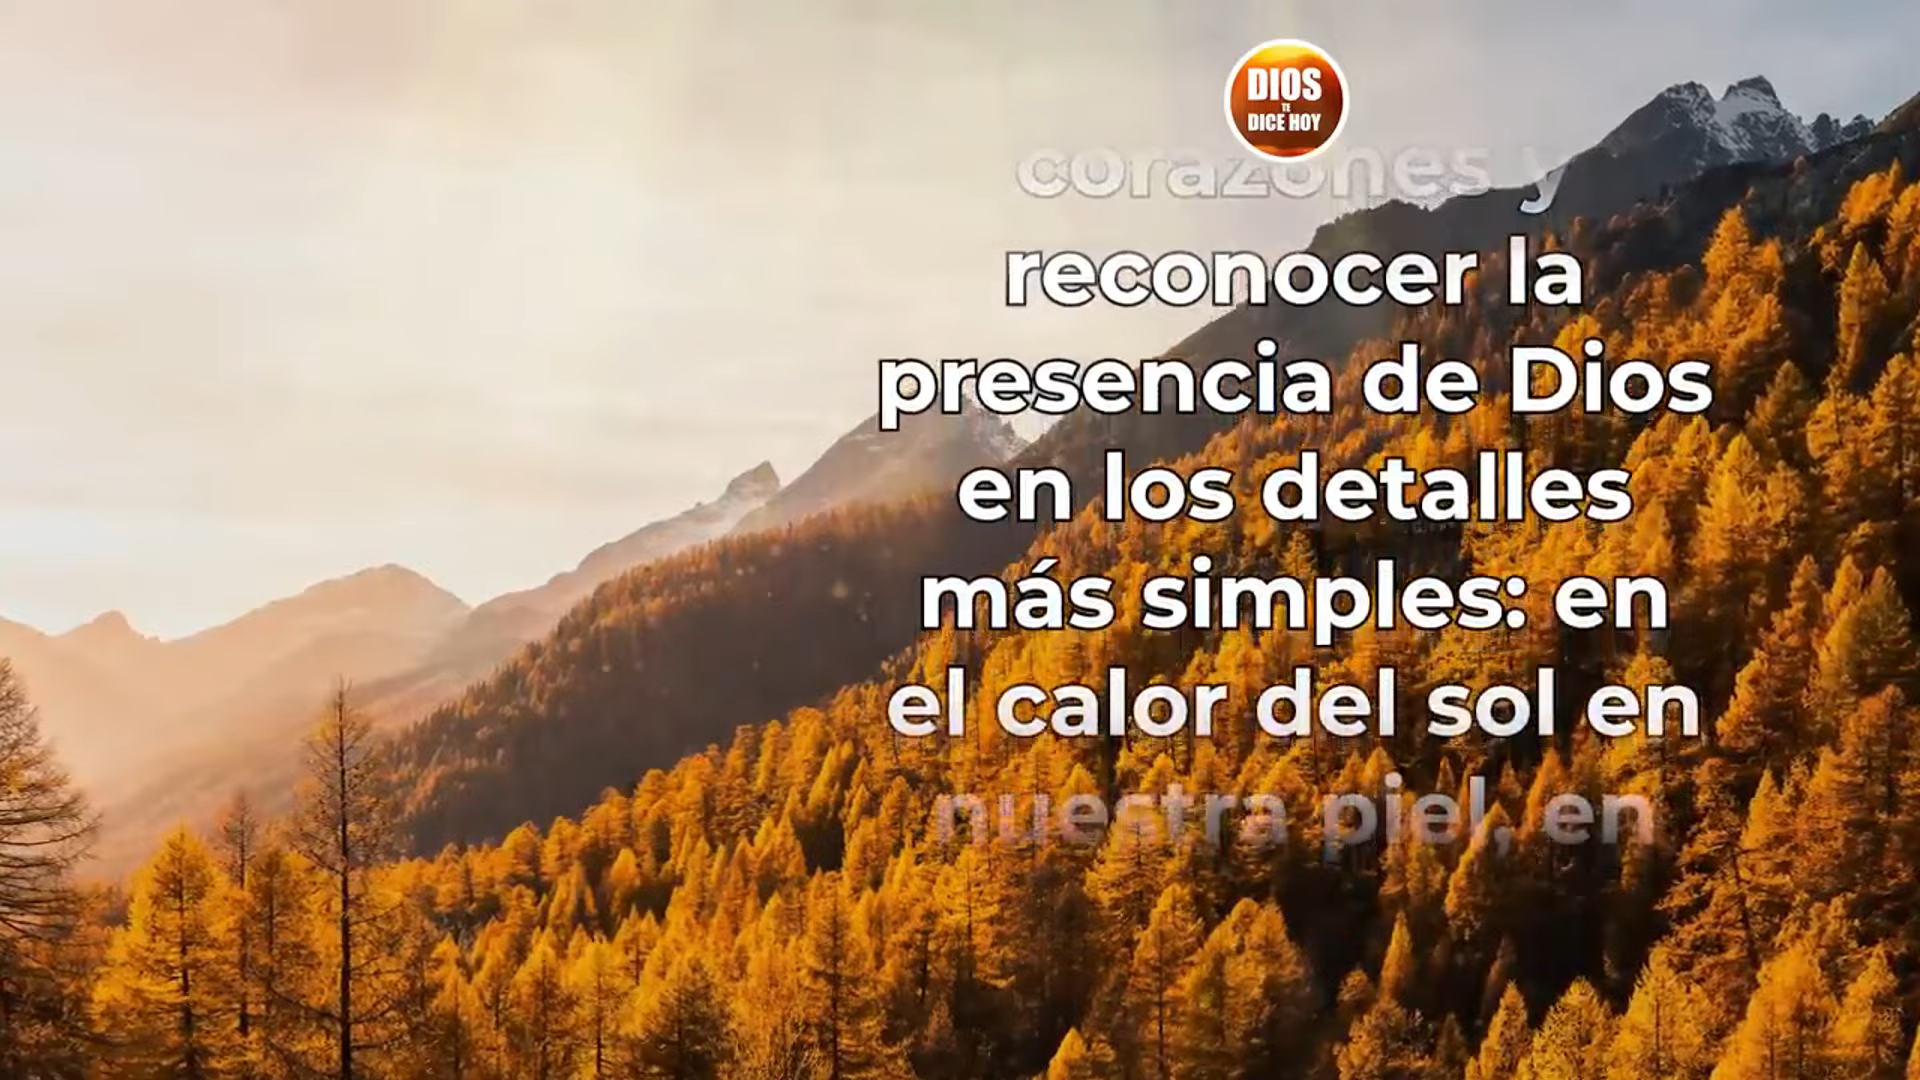 DIOS
TE
DICE HOY
corazones y
reconocer la
presencia de Dios
en los detalles
más simples: en
el calor del sol en
nuestra piel, en